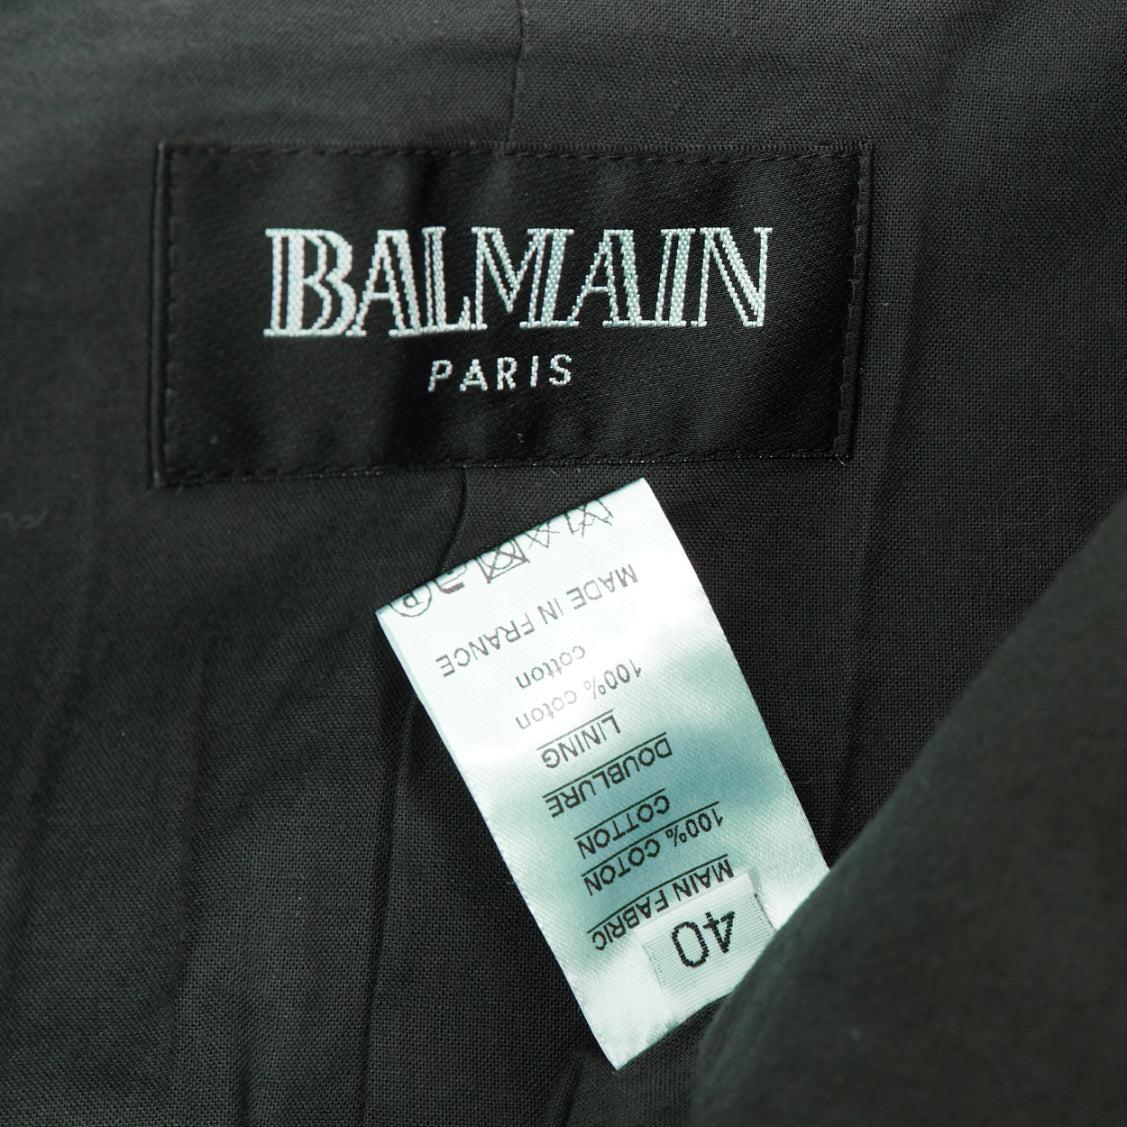 BALMAIN
PARIS
40
MAIN FABRIC
100% COTON
COTTON
DOUBLURE
LINING
100% coton
cotton
MADE IN FRANCE
P